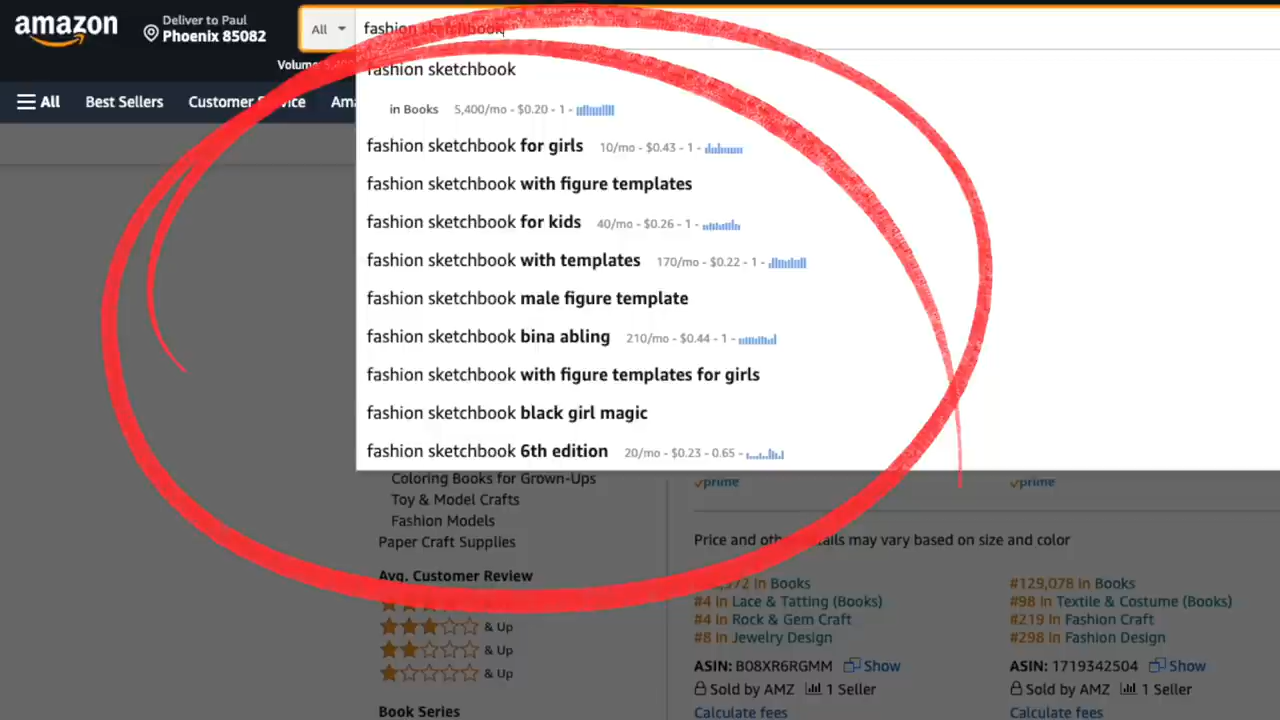 amazon
Deliver to Paul
Phoenix 85082
All
fashion sketchbook
All
Best Sellers
Customer
fashion sketchbook
in Books 5,400/mo - $0.20 - 1 -
fashion sketchbook for girls 10/mo - $0.43 - 1 -
fashion sketchbook with figure templates
fashion sketchbook for kids 40/mo - $0.26 - 1 -
fashion sketchbook with templates 170/mo - $0.22 - 1 -
fashion sketchbook male figure template
fashion sketchbook bina abling 210/mo - $0.44 - 1 -
fashion sketchbook with figure templates for girls
fashion sketchbook black girl magic
fashion sketchbook 6th edition 20/mo - $0.23 - 0.65 -
Coloring Books for Grown-Ups
Toy & Model Crafts
Fashion Models
Paper Craft Supplies
Avg. Customer Review
& Up
& Up
& Up
Book Series
prime
prime
Price and may vary based on size and color
in Books
#4 in Lace & Tatting (Books)
#4 in Rock & Gem Craft
#8 in Jewelry Design
ASIN: B08XR6RGMM Show
Sold by AMZ 1 Seller
Calculate fees
#129,078 in Books
#98 in Textile & Costume (Books)
#219 in Fashion Craft
#298 in Fashion Design
ASIN: 1719342504 Show
Sold by AMZ 1 Seller
Calculate fees